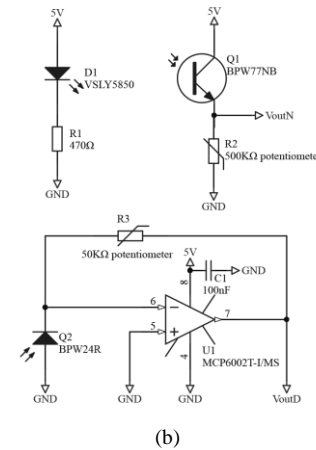 5V
D1
VSLY5850
R1
470Ω
GND
5V
Q1
BPW77NB
VoutN
R2
500KΩ potentiometer
GND
R3
50KΩ potentiometer
5V
GND
C1
100nF
8
6
5
7
4
U1
MCP6002T-I/MS
Q2
BPW24R
GND
GND
GND
VoutD
(b)